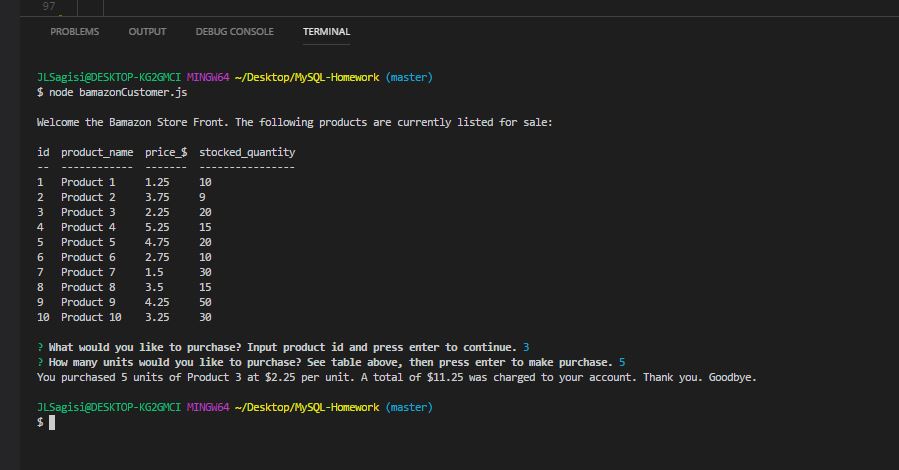 97
PROBLEMS OUTPUT DEBUG CONSOLE TERMINAL
JLSagisi@DESKTOP-KG2GMCI MINGW64 ~/Desktop/MySQL-Homework (master)
$ node bamazonCustomer.js
Welcome the Bamazon Store Front. The following products are currently listed for sale:
id product_name price_$ stocked_quantity
-- ------------ ------- ----------------
1 Product 1 1.25 10
2 Product 2 3.75 9
3 Product 3 2.25 20
4 Product 4 5.25 15
5 Product 5 4.75 20
6 Product 6 2.75 10
7 Product 7 1.5 30
8 Product 8 3.5 15
9 Product 9 4.25 50
10 Product 10 3.25 30
? What would you like to purchase? Input product id and press enter to continue. 3
? How many units would you like to purchase? See table above, then press enter to make purchase. 5
You purchased 5 units of Product 3 at $2.25 per unit. A total of $11.25 was charged to your account. Thank you. Goodbye.
JLSagisi@DESKTOP-KG2GMCI MINGW64 ~/Desktop/MySQL-Homework (master)
$